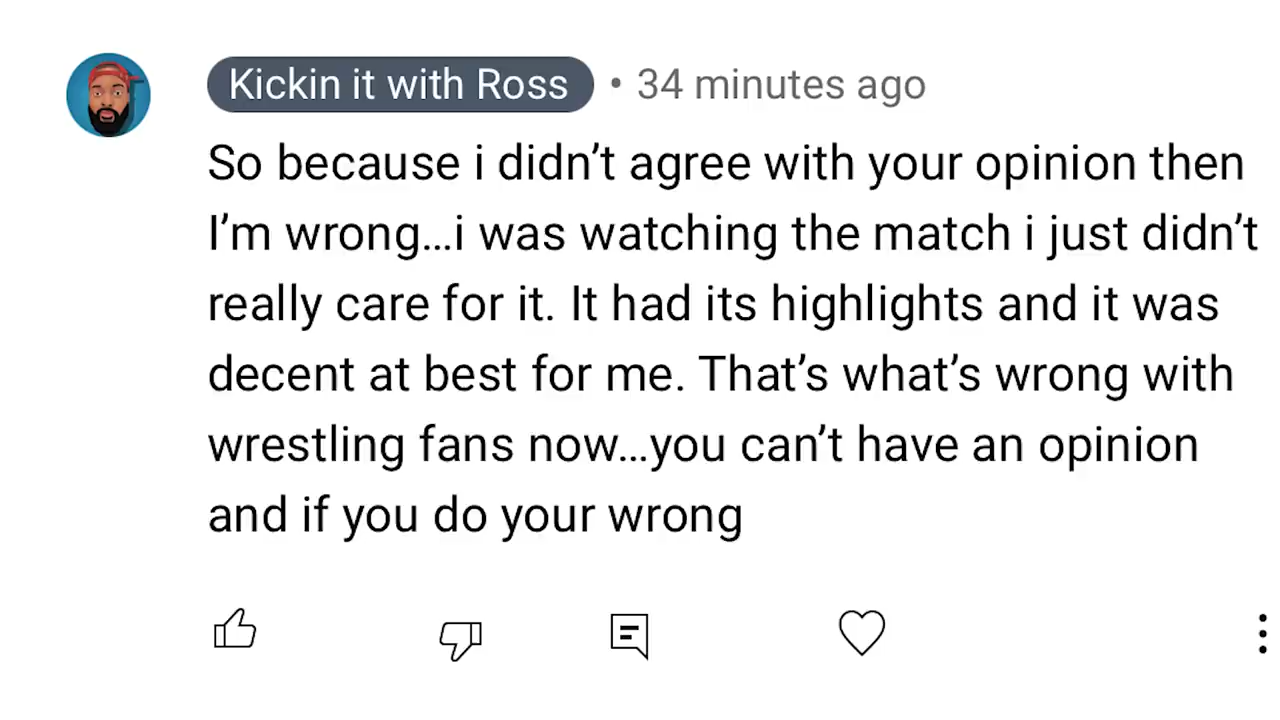 Kickin it with Ross • 34 minutes ago
So because i didn’t agree with your opinion then
I’m wrong…i was watching the match i just didn’t
really care for it. It had its highlights and it was
decent at best for me. That’s what’s wrong with
wrestling fans now…you can’t have an opinion
and if you do your wrong